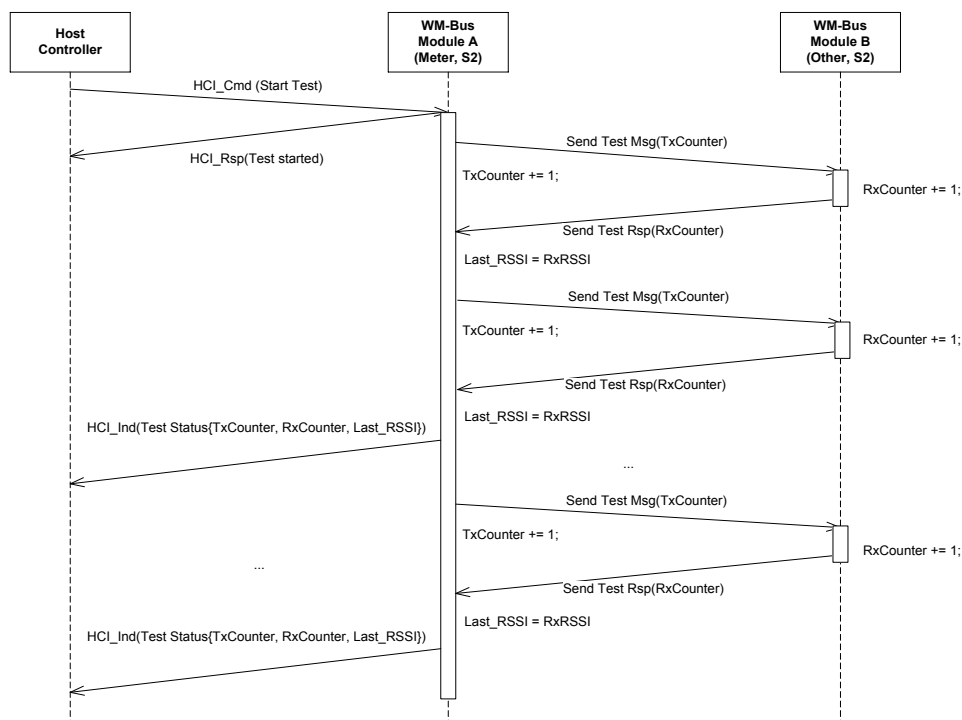 Host
Controller
WM-Bus
Module A
(Meter, S2)
WM-Bus
Module B
(Other, S2)
HCI_Cmd (Start Test)
HCI_Rsp(Test started)
Send Test Msg(TxCounter)
TxCounter += 1;
RxCounter += 1;
Send Test Rsp(RxCounter)
Last_RSSI = RxRSSI
Send Test Msg(TxCounter)
TxCounter += 1;
RxCounter += 1;
Send Test Rsp(RxCounter)
Last_RSSI = RxRSSI
HCI_Ind(Test Status{TxCounter, RxCounter, Last_RSSI})
...
Send Test Msg(TxCounter)
TxCounter += 1;
RxCounter += 1;
...
Send Test Rsp(RxCounter)
Last_RSSI = RxRSSI
HCI_Ind(Test Status{TxCounter, RxCounter, Last_RSSI})